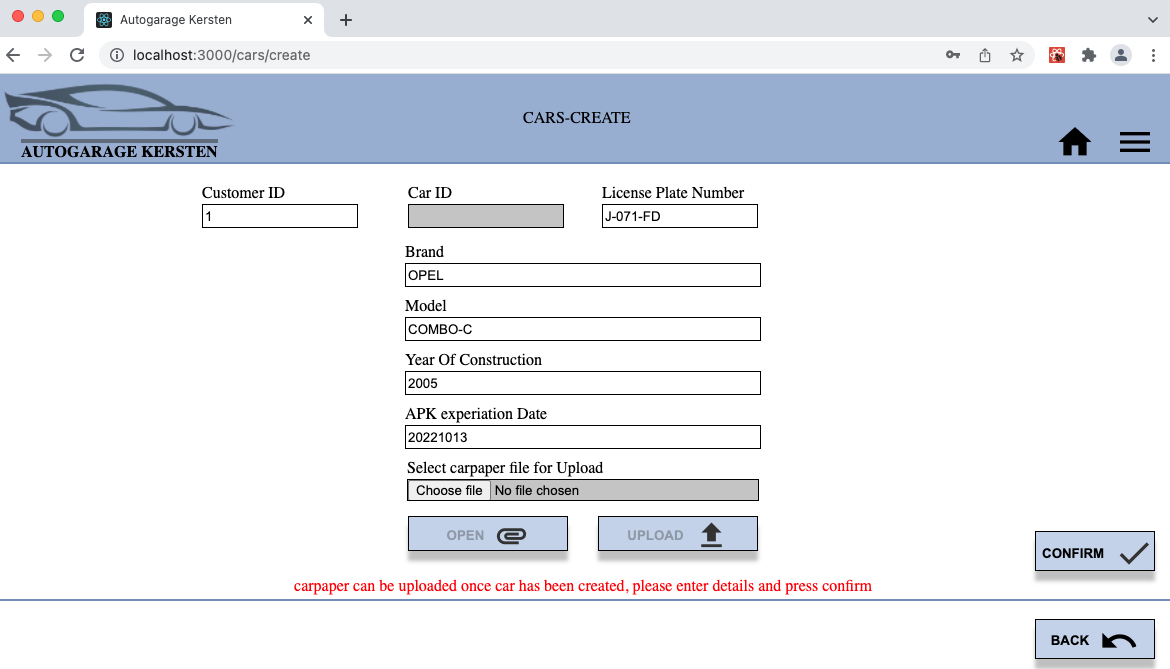 Autogarage Kersten
localhost:3000/cars/create
CARS-CREATE
AUTOGARAGE KERSTEN
Customer ID
Car ID
License Plate Number
1
J-071-FD
Brand
OPEL
Model
COMBO-C
Year Of Construction
2005
APK experiation Date
20221013
Select carpaper file for Upload
Choose file No file chosen
OPEN
UPLOAD
CONFIRM
carpaper can be uploaded once car has been created, please enter details and press confirm
BACK